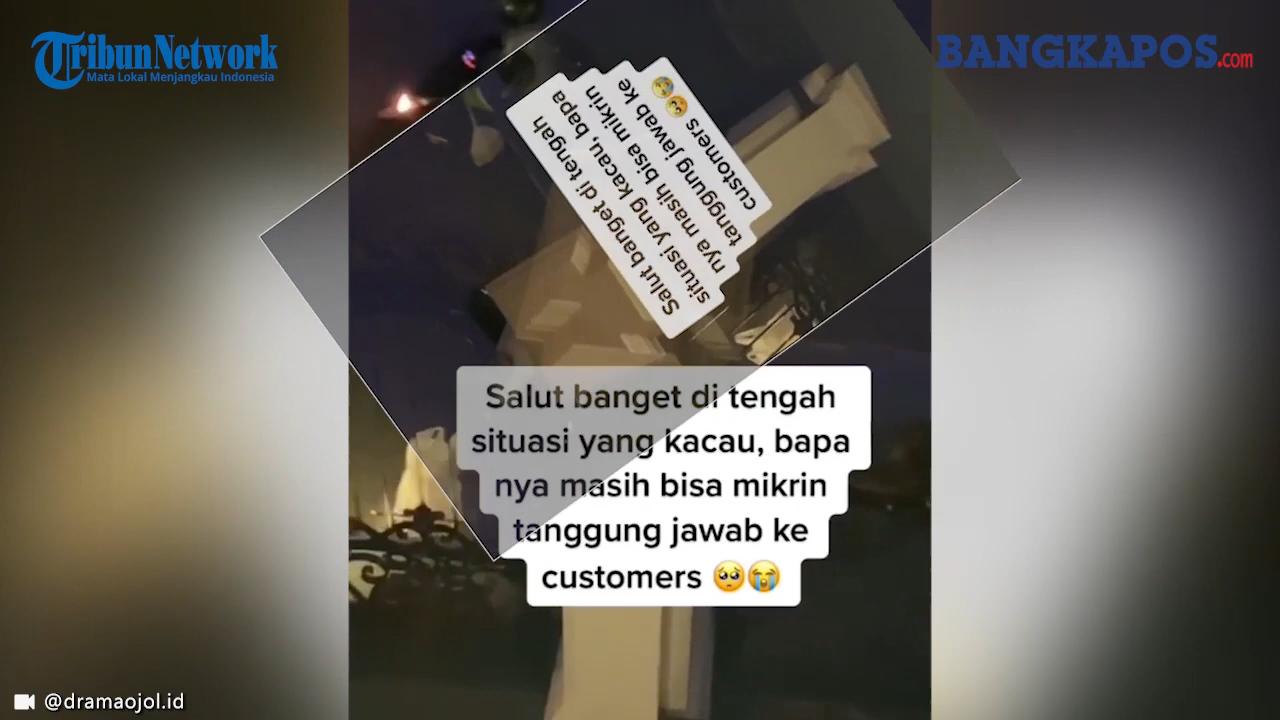 TribunNetwork
Mata Lokal Menjangkau Indonesia
BANGKAPOS.com
Salut banget di tengah
situasi yang kacau, bapa
nya masih bisa mikrin
tanggung jawab ke
customers 🥺😭
Salut banget di tengah
situasi yang kacau, bapa
nya masih bisa mikrin
tanggung jawab ke
customers 🥺😭
@dramaojol.id